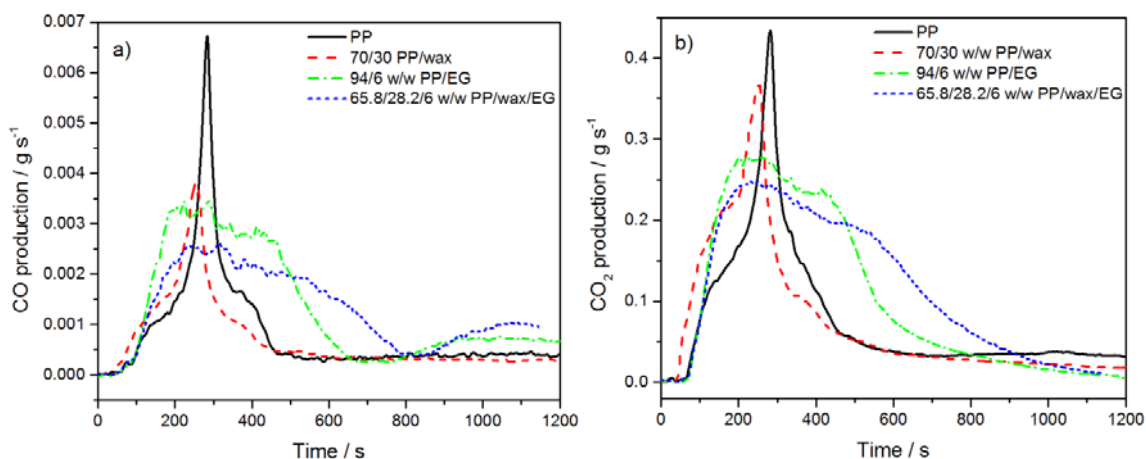 a)
PP
70/30 PP/wax
94/6 w/w PP/EG
65.8/28.2/6 w/w PP/wax/EG
0.007
0.006
0.005
0.004
0.003
0.002
0.001
0.000
CO production / g s⁻¹
0 200 400 600 800 1000 1200
Time / s
b)
PP
70/30 w/w PP/wax
94/6 w/w PP/EG
65.8/28.2/6 w/w PP/wax/EG
0.4
0.3
0.2
0.1
0.0
CO₂ production / g s⁻¹
0 200 400 600 800 1000 1200
Time / s